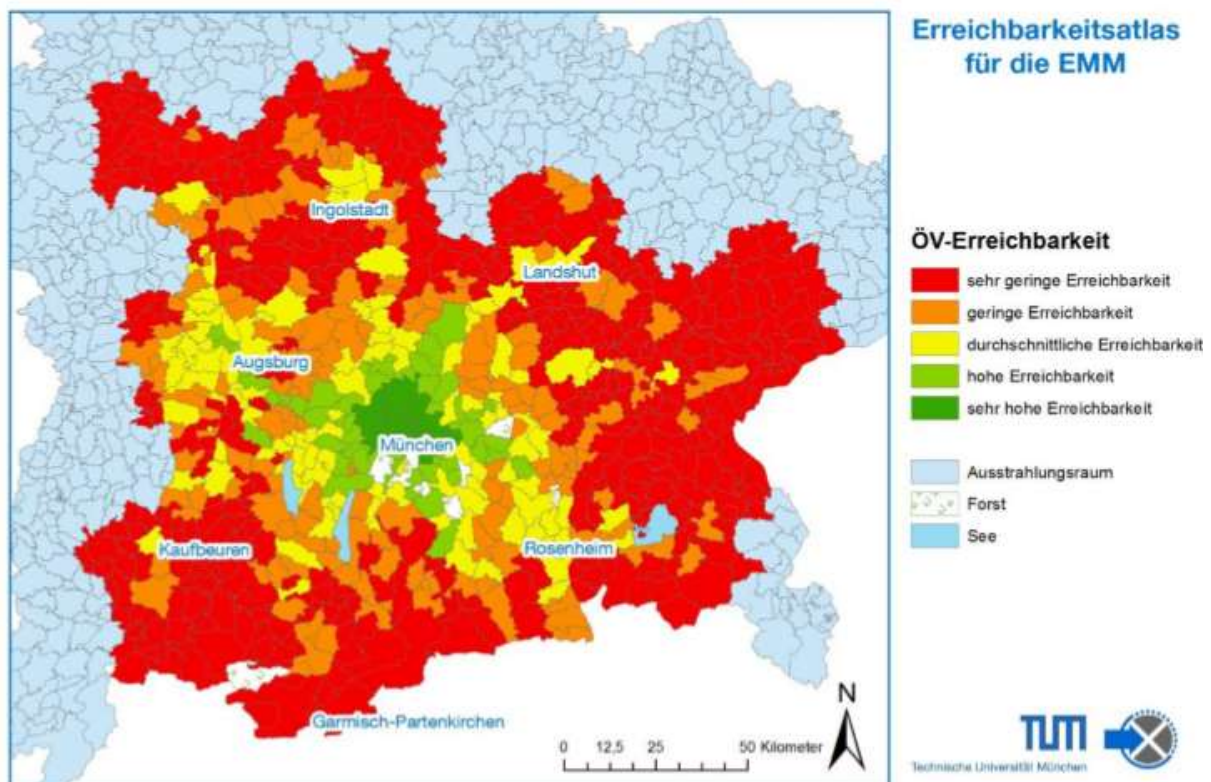 Erreichbarkeitsatlas
für die EMM
Ingolstadt
Landshut
Augsburg
München
Kaufbeuren
Rosenheim
Garmisch-Partenkirchen
0 12,5 25 50 Kilometer
N
ÖV-Erreichbarkeit
sehr geringe Erreichbarkeit
geringe Erreichbarkeit
durchschnittliche Erreichbarkeit
hohe Erreichbarkeit
sehr hohe Erreichbarkeit
Ausstrahlungsraum
Forst
See
TUM
Technische Universität München